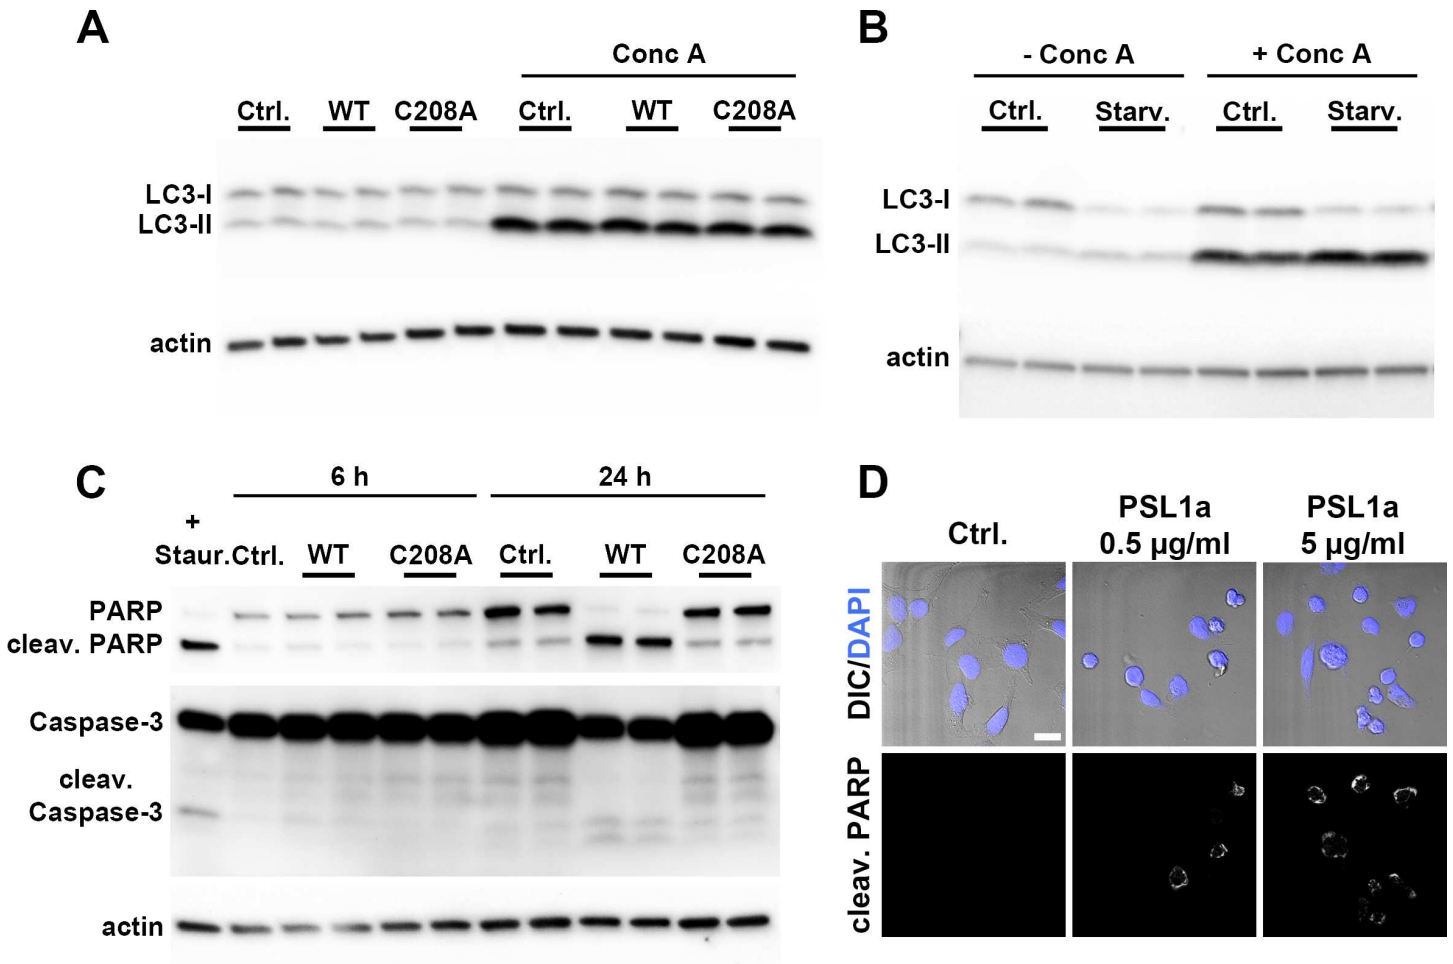 A
Conc A
Ctrl. WT C208A Ctrl. WT C208A
LC3-I
LC3-II
actin
B
- Conc A + Conc A
Ctrl. Starv. Ctrl. Starv.
LC3-I
LC3-II
actin
C
6 h 24 h
+
Staur. Ctrl. WT C208A Ctrl. WT C208A
PARP
cleav. PARP
Caspase-3
cleav.
Caspase-3
actin
D
Ctrl.
PSL1a
0.5 µg/ml
PSL1a
5 µg/ml
DIC/DAPI
cleav. PARP